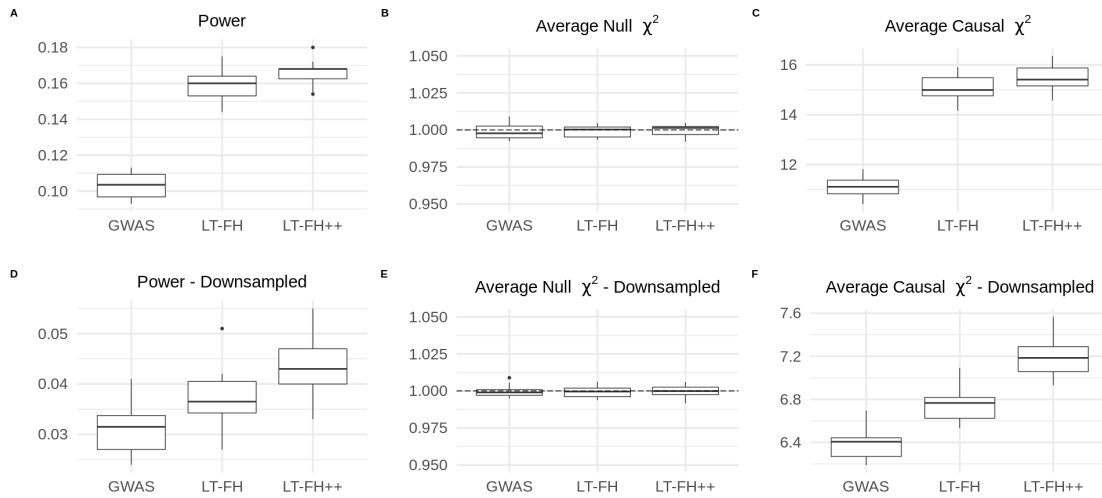 A
Power
0.18
0.16
0.14
0.12
0.10
GWAS LT-FH LT-FH++
B
Average Null χ²
1.050
1.025
1.000
0.975
0.950
GWAS LT-FH LT-FH++
C
Average Causal χ²
16
14
12
GWAS LT-FH LT-FH++
D
Power - Downsampled
0.05
0.04
0.03
GWAS LT-FH LT-FH++
E
Average Null χ² - Downsampled
1.050
1.025
1.000
0.975
0.950
GWAS LT-FH LT-FH++
F
Average Causal χ² - Downsampled
7.6
7.2
6.8
6.4
GWAS LT-FH LT-FH++